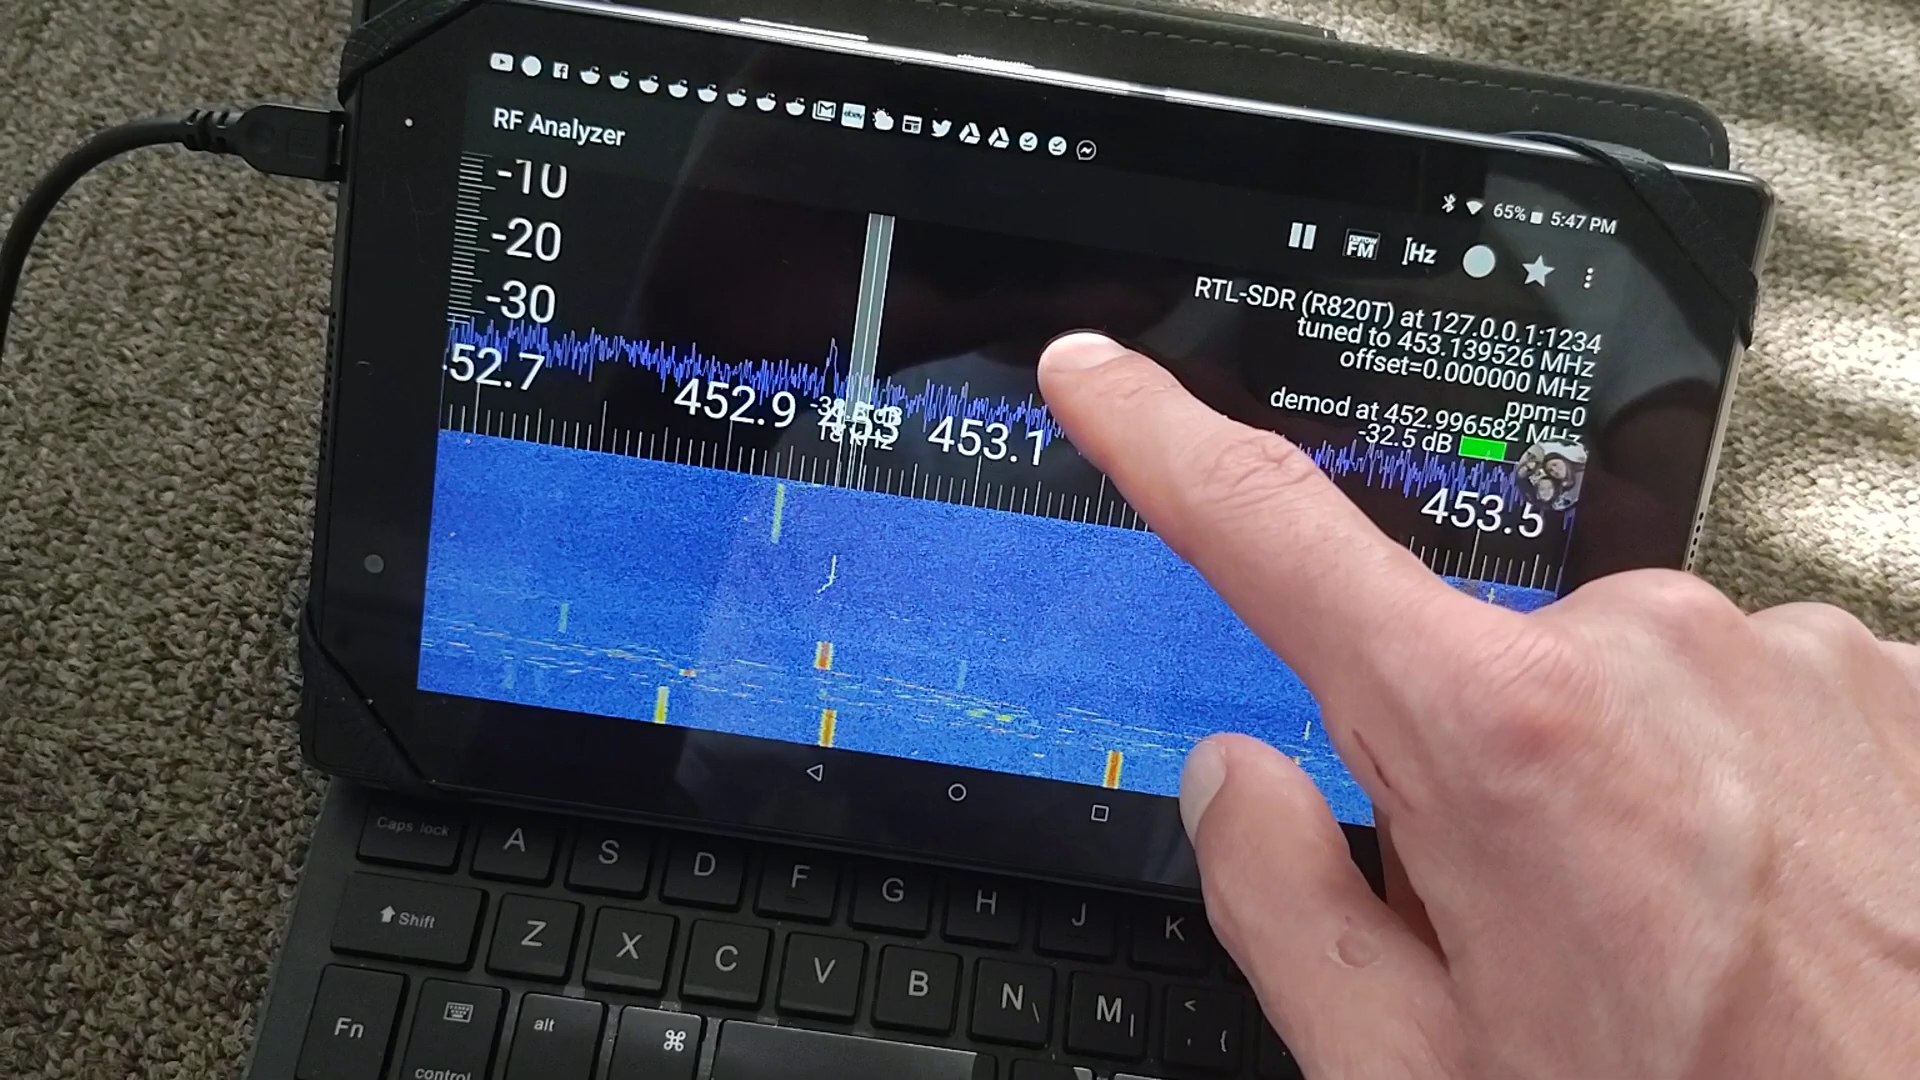 RF Analyzer
65% 5:47 PM
-10
-20
-30
FM
Hz
RTL-SDR (R820T) at 127.0.0.1:1234
tuned to 453.139526 MHz
offset=0.000000 MHz
ppm=0
demod at 452.996582 MHz
-32.5 dB
52.7
452.9
453
453.1
453.5
Caps lock
A
S
D
F
G
H
J
K
Shift
Z
X
C
V
B
N \
M |
<
, {
Fn
alt
⌘
control
ebay